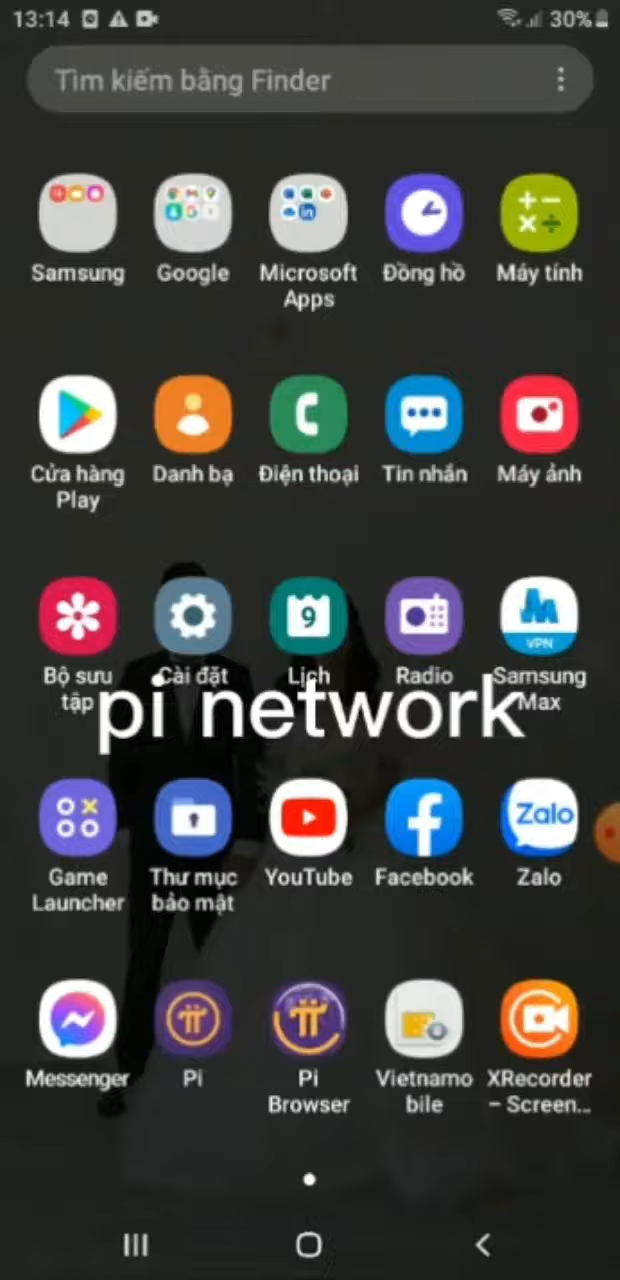 13:14
30%
Tìm kiếm bằng Finder
Samsung
Google
Microsoft
Apps
Đồng hồ
Máy tính
Cửa hàng
Play
Danh bạ
Điện thoại
Tin nhắn
Máy ảnh
Bộ sưu
tập
Cài đặt
9
Lịch
Radio
VPN
Samsung
Max
pi network
Game
Launcher
Thư mục
bảo mật
YouTube
Facebook
Zalo
Zalo
Messenger
Pi
Pi
Browser
Vietnamo
bile
XRecorder
– Screen...